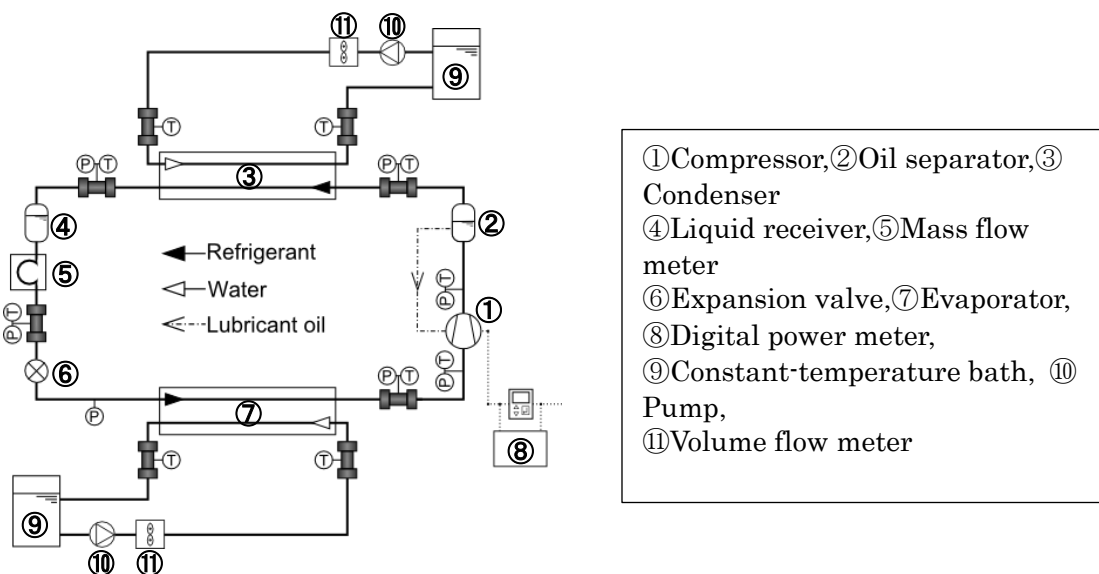 ⑪ ⑩
⑨
T T
P T P T
③
④ ②
Refrigerant
⑤ Water
P T
①
Lubricant oil
T P
P T
⑥
P T
P
⑦
⑧
T T
⑨
⑩ ⑪
①Compressor,②Oil separator,③
Condenser
④Liquid receiver,⑤Mass flow
meter
⑥Expansion valve,⑦Evaporator,
⑧Digital power meter,
⑨Constant-temperature bath, ⑩
Pump,
⑪Volume flow meter